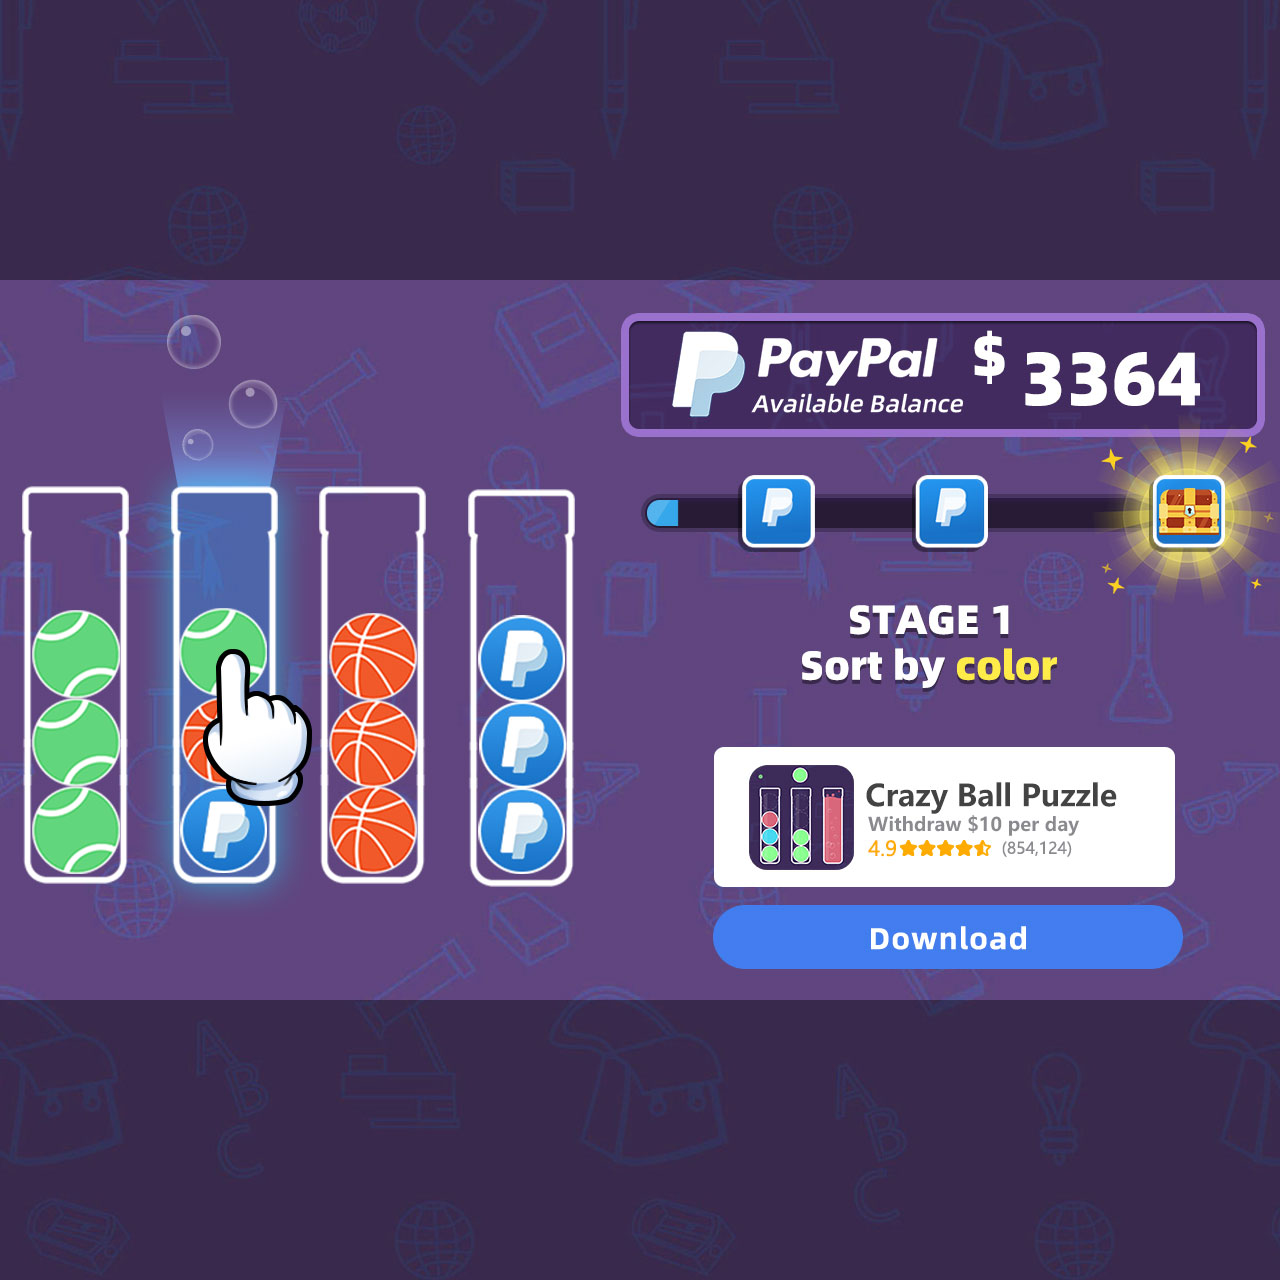 PayPal $ 3364
Available Balance
STAGE 1
Sort by color
Crazy Ball Puzzle
Withdraw $10 per day
4.9 (854,124)
Download
A
B
C
A
B
C